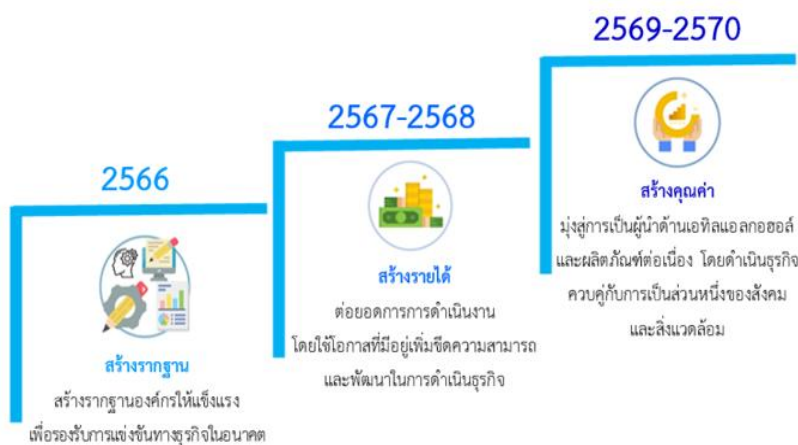 2566
สร้างรากฐาน
สร้างรากฐานองค์กรให้แข็งแรง
เพื่อรองรับการแข่งขันทางธุรกิจในอนาคต
2567-2568
สร้างรายได้
ต่อยอดการการดำเนินงาน
โดยใช้โอกาสที่มีอยู่เพิ่มขีดความสามารถ
และพัฒนาในการดำเนินธุรกิจ
2569-2570
สร้างคุณค่า
มุ่งสู่การเป็นผู้นำด้านเอทิลแอลกอฮอล์
และผลิตภัณฑ์ต่อเนื่อง โดยดำเนินธุรกิจ
ควบคู่กับการเป็นส่วนหนึ่งของสังคม
และสิ่งแวดล้อม